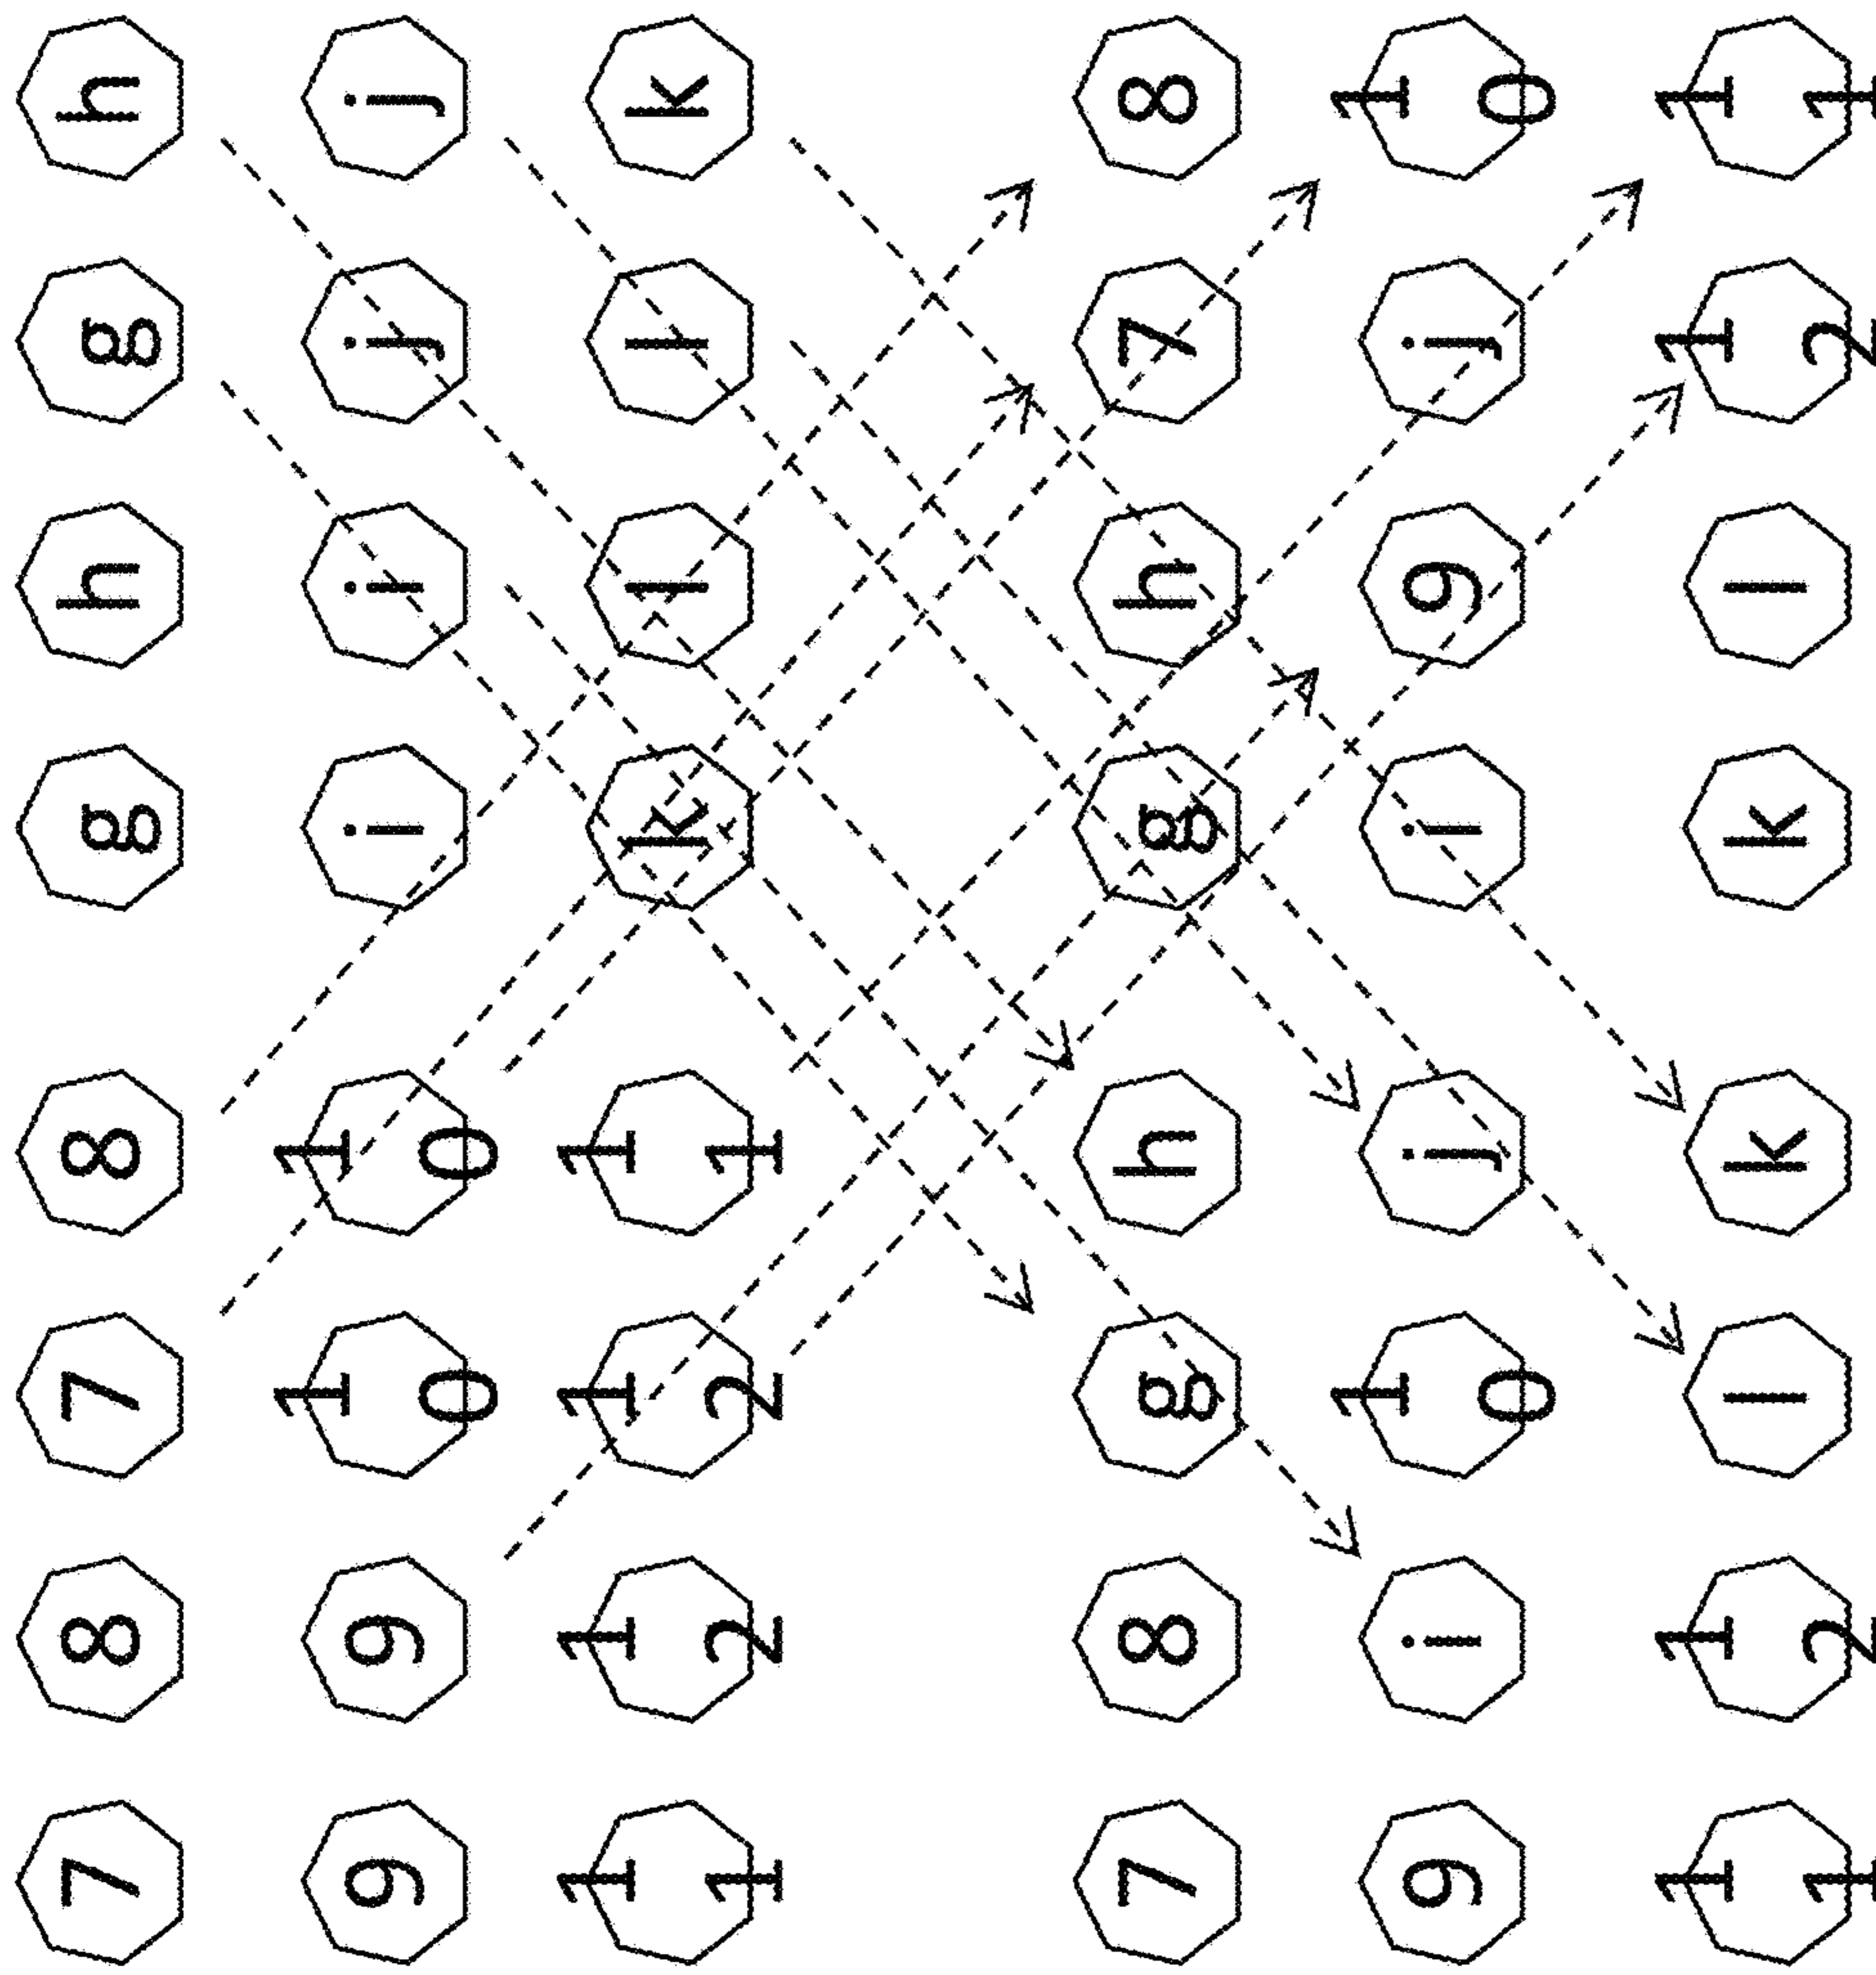 7 8 7 8 g h g h
9 9 10 10 i i j j
11 12 12 11 k l l k
7 8 g h g h 7 8
9 i 10 j i 9 j 10
11 12 l k k l 12 11